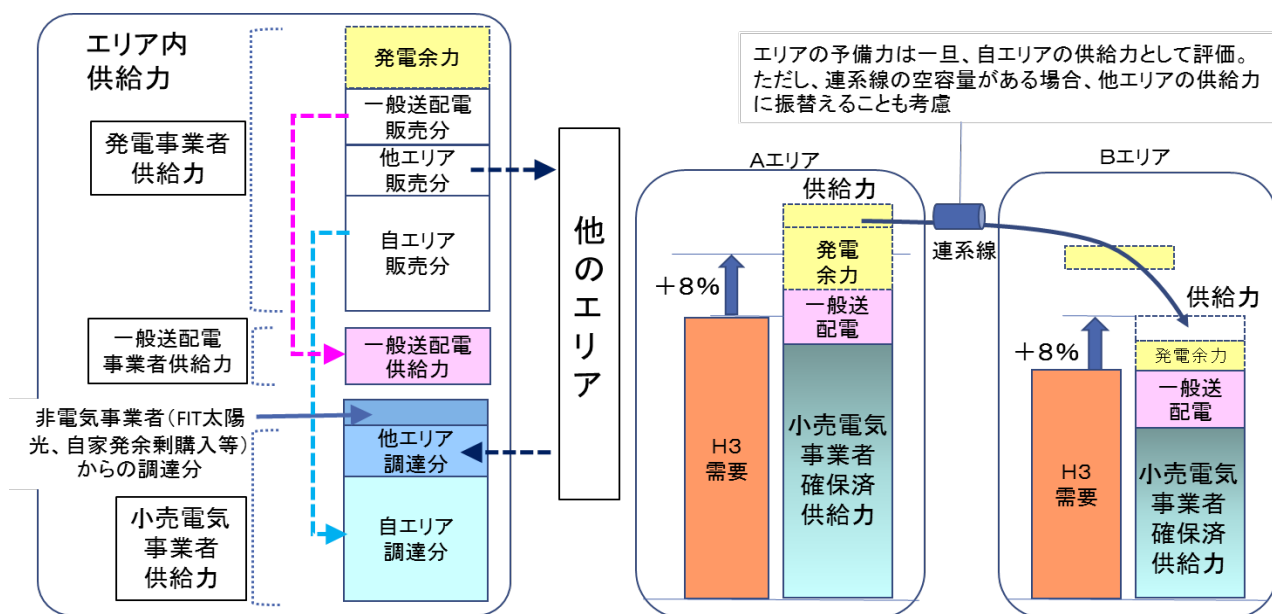 エリア内
供給力
発電余力
一般送配電
販売分
他エリア
販売分
自エリア
販売分
発電事業者
供給力
一般送配電
事業者供給力
一般送配電
供給力
非電気事業者（FIT太陽
光、自家発余剰購入等）
からの調達分
他エリア
調達分
自エリア
調達分
小売電気
事業者
供給力
他のエリア
エリアの予備力は一旦、自エリアの供給力として評価。
ただし、連系線の空容量がある場合、他エリアの供給力
に振替えることも考慮
Aエリア
供給力
発電
余力
一般送
配電
小売電気
事業者
確保済
供給力
＋8%
H3
需要
連系線
Bエリア
供給力
発電余力
一般送
配電
小売電気
事業者
確保済
供給力
＋8%
H3
需要